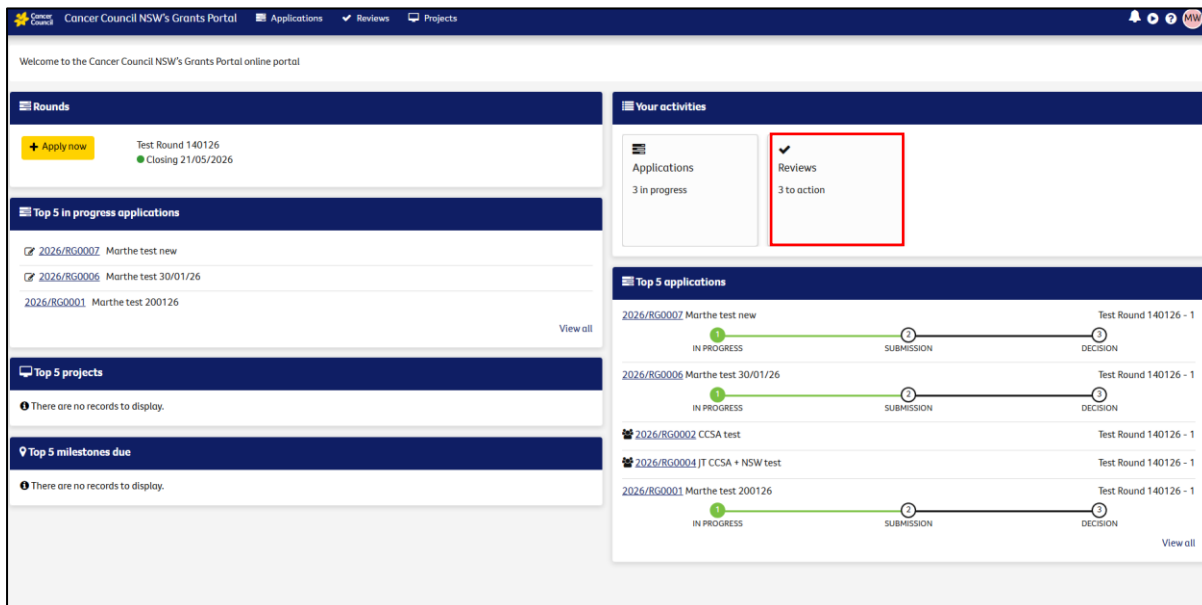 Cancer Council
Cancer Council NSW's Grants Portal Applications Reviews Projects
MW
Welcome to the Cancer Council NSW's Grants Portal online portal
Rounds
+ Apply now
Test Round 140126
Closing 21/05/2026
Top 5 in progress applications
2026/RG0007 Marthe test new
2026/RG0006 Marthe test 30/01/26
2026/RG0001 Marthe test 200126
View all
Top 5 projects
There are no records to display.
Top 5 milestones due
There are no records to display.
Your activities
Applications
3 in progress
Reviews
3 to action
Top 5 applications
2026/RG0007 Marthe test new Test Round 140126 - 1
1 2 3
IN PROGRESS SUBMISSION DECISION
2026/RG0006 Marthe test 30/01/26 Test Round 140126 - 1
1 2 3
IN PROGRESS SUBMISSION DECISION
2026/RG0002 CCSA test Test Round 140126 - 1
2026/RG0004 JT CCSA + NSW test Test Round 140126 - 1
2026/RG0001 Marthe test 200126 Test Round 140126 - 1
1 2 3
IN PROGRESS SUBMISSION DECISION
View all